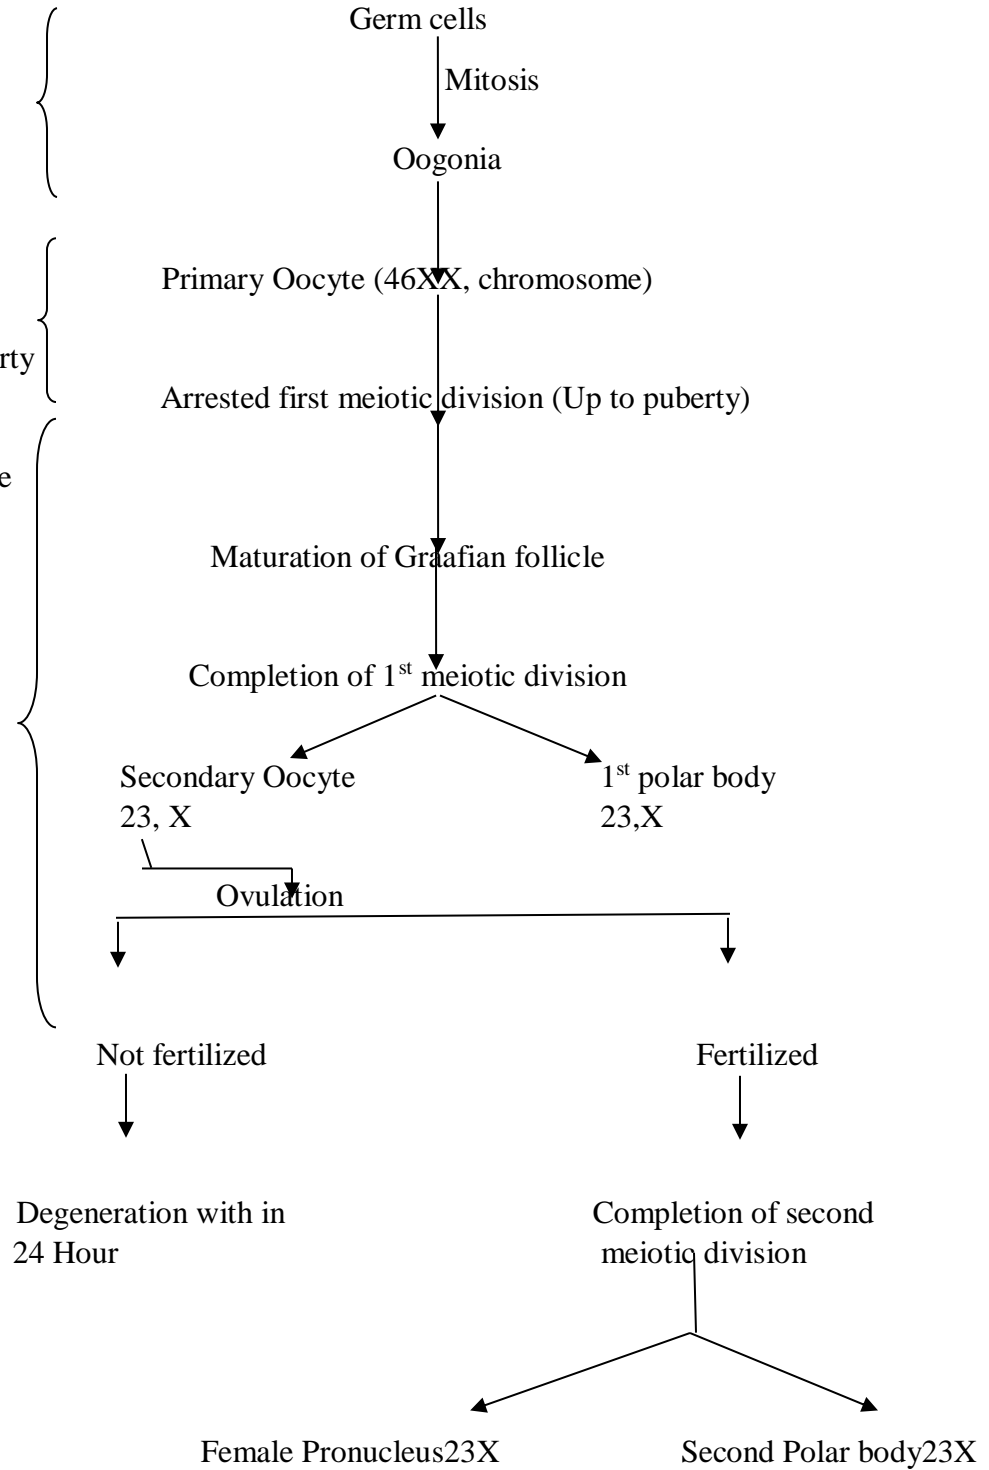 Germ cells
Mitosis
Oogonia
Primary Oocyte (46XX, chromosome)
rty
Arrested first meiotic division (Up to puberty)
e
Maturation of Graafian follicle
Completion of 1st meiotic division
Secondary Oocyte
23, X
1st polar body
23,X
Ovulation
Not fertilized
Fertilized
Degeneration with in
24 Hour
Completion of second
meiotic division
Female Pronucleus23X
Second Polar body23X